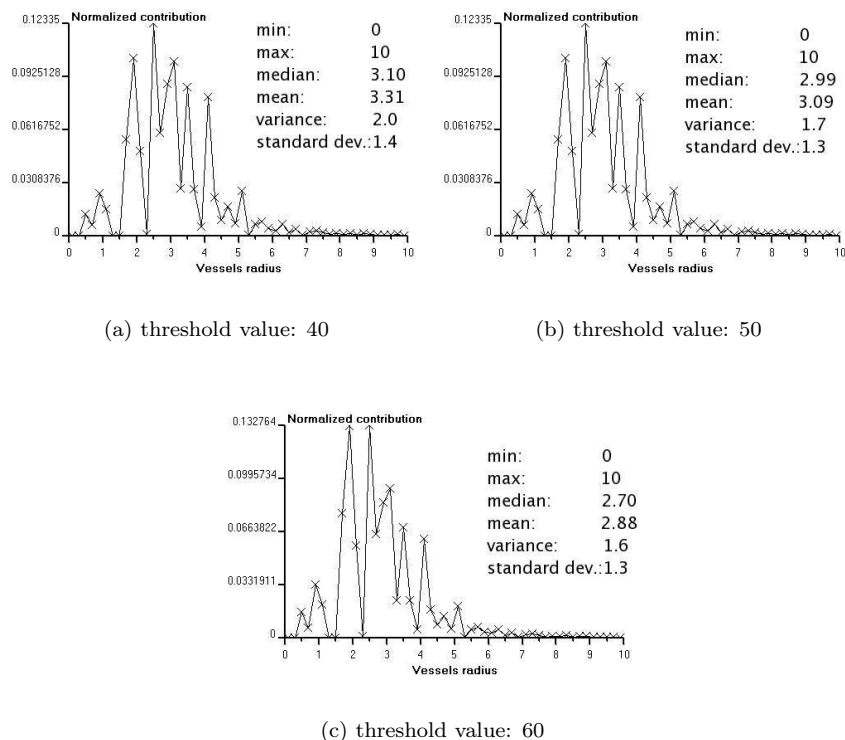 Normalized contribution
0.12335
0.0925128
0.0616752
0.0308376
0
0 1 2 3 4 5 6 7 8 9 10
Vessels radius
min: 0
max: 10
median: 3.10
mean: 3.31
variance: 2.0
standard dev.:1.4
(a) threshold value: 40
Normalized contribution
0.12335
0.0925128
0.0616752
0.0308376
0
0 1 2 3 4 5 6 7 8 9 10
Vessels radius
min: 0
max: 10
median: 2.99
mean: 3.09
variance: 1.7
standard dev.:1.3
(b) threshold value: 50
Normalized contribution
0.132764
0.0995734
0.0663822
0.0331911
0
0 1 2 3 4 5 6 7 8 9 10
Vessels radius
min: 0
max: 10
median: 2.70
mean: 2.88
variance: 1.6
standard dev.:1.3
(c) threshold value: 60